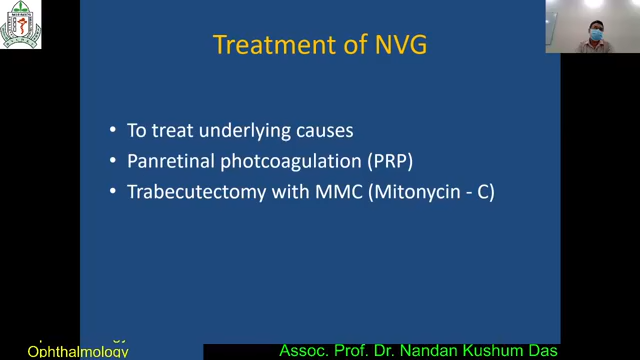 Treatment of NVG
• To treat underlying causes
• Panretinal photcoagulation (PRP)
• Trabecutectomy with MMC (Mitonycin - C)
Ophthalmology
Assoc. Prof. Dr. Nandan Kushum Das